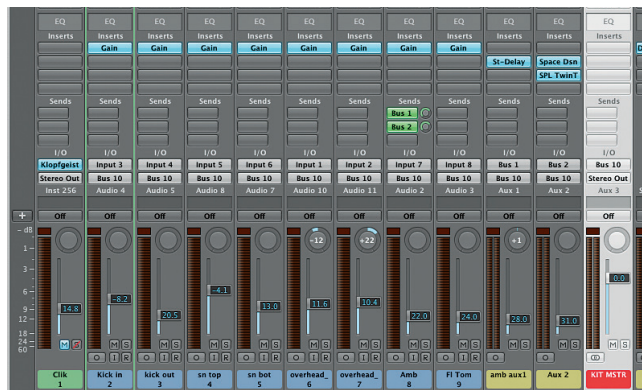 EQ EQ EQ EQ EQ EQ EQ EQ EQ EQ EQ EQ
Inserts Inserts Inserts Inserts Inserts Inserts Inserts Inserts Inserts Inserts Inserts Inserts
Gain Gain Gain Gain Gain Gain Gain Gain
St-Delay Space Dsn
SPL TwinT
Sends Sends Sends Sends Sends Sends Sends Sends Sends Sends Sends Sends
Bus 1
Bus 2
I/O I/O I/O I/O I/O I/O I/O I/O I/O I/O I/O I/O
Klopfgeist Input 3 Input 4 Input 5 Input 6 Input 1 Input 2 Input 7 Input 8 Bus 1 Bus 2 Bus 10
Stereo Out Bus 10 Bus 10 Bus 10 Bus 10 Bus 10 Bus 10 Bus 10 Bus 10 Bus 10 Bus 10 Stereo Out
Inst 256 Audio 4 Audio 5 Audio 8 Audio 7 Audio 10 Audio 11 Audio 2 Audio 3 Aux 1 Aux 2 Aux 3
+ Off Off Off Off Off Off Off Off Off Off Off Off
- dB
-12 +22 +1
1
3
6
9
12
18
24
60
14.8 -8.2 20.5 -4.1 13.0 11.6 10.4 22.0 24.0 28.0 31.0 0.0
M S M S M S M S M S M S M S M S M S M S M S
I R I R I R I R I R I R I R I R
Clik Kick in kick out sn top sn bot overhead_ overhead_ Amb Fl Tom amb aux1 Aux 2 KIT MSTR
1 2 3 4 5 6 7 8 9